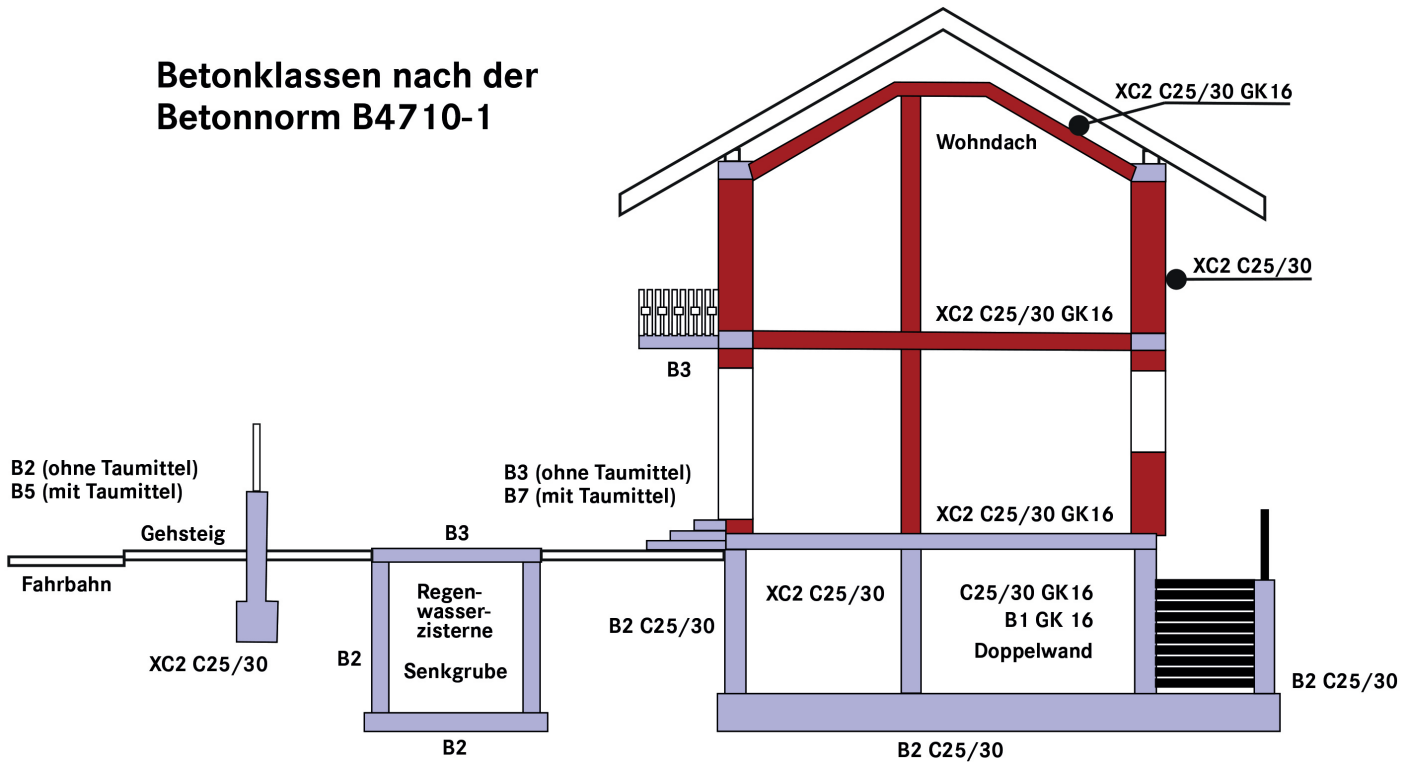 Betonklassen nach der
Betonnorm B4710-1
XC2 C25/30 GK16
Wohndach
XC2 C25/30
XC2 C25/30 GK16
B3
B2 (ohne Taumittel)
B5 (mit Taumittel)
B3 (ohne Taumittel)
B7 (mit Taumittel)
XC2 C25/30 GK16
Gehsteig
B3
Fahrbahn
Regen-
wasser-
zisterne
Senkgrube
XC2 C25/30
C25/30 GK16
B1 GK 16
Doppelwand
B2 C25/30
XC2 C25/30
B2
B2 C25/30
B2
B2 C25/30